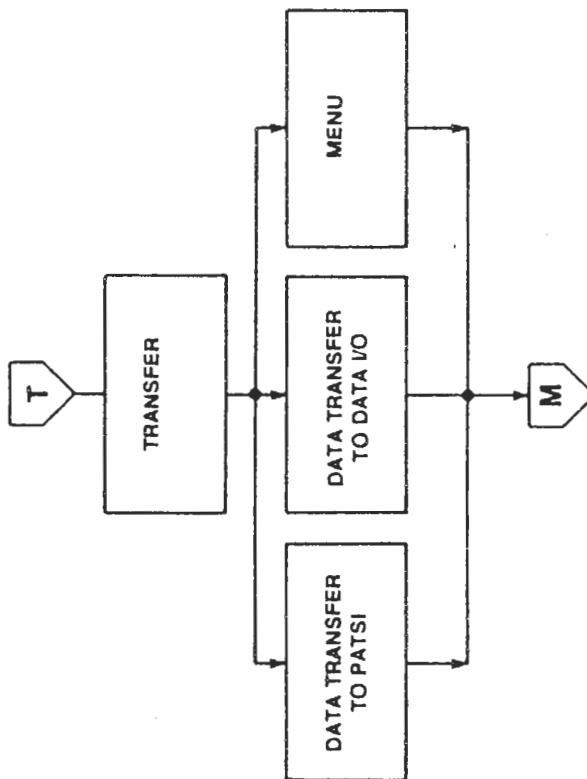 T
TRANSFER
DATA TRANSFER
TO PATSI
DATA TRANSFER
TO DATA I/O
MENU
M